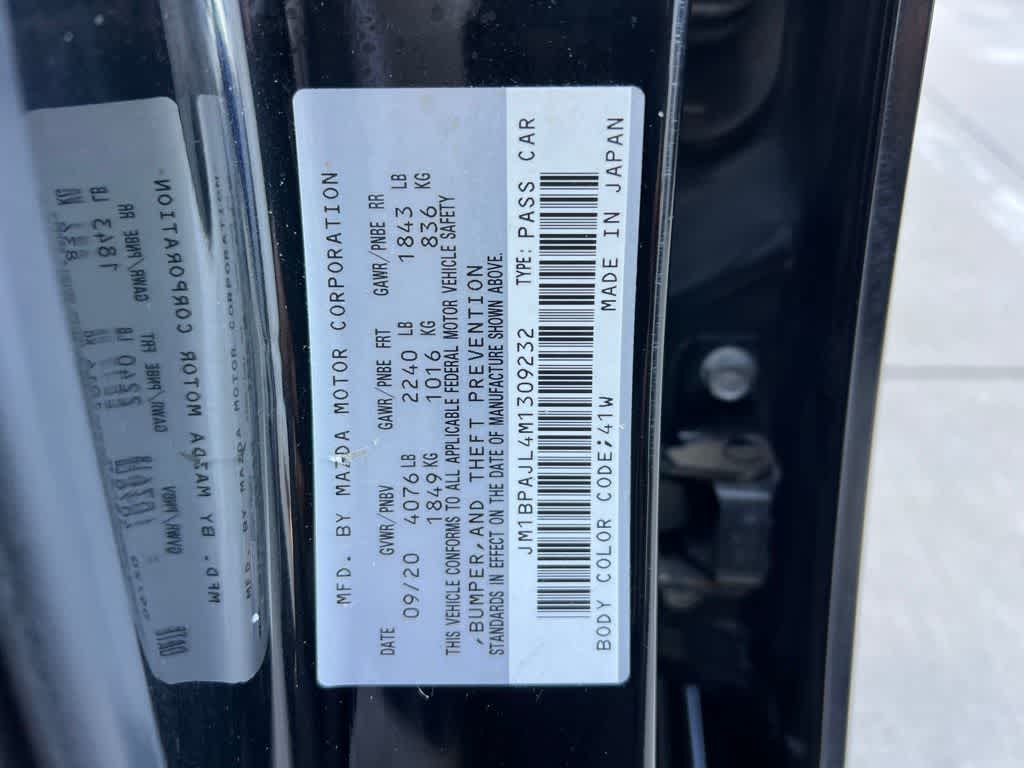 MFD. BY MAZDA MOTOR CORPORATION
DATE GVWR/PNBV GAWR/PNBE FRT GAWR/PNBE RR
09/20 4076 LB 2240 LB 1843 LB
1849 KG 1016 KG 836 KG
THIS VEHICLE CONFORMS TO ALL APPLICABLE FEDERAL MOTOR VEHICLE SAFETY
,BUMPER,AND THEFT PREVENTION
STANDARDS IN EFFECT ON THE DATE OF MANUFACTURE SHOWN ABOVE.
JM1BPAJL4M1309232 TYPE: PASS CAR
BODY COLOR CODE;41W MADE IN JAPAN